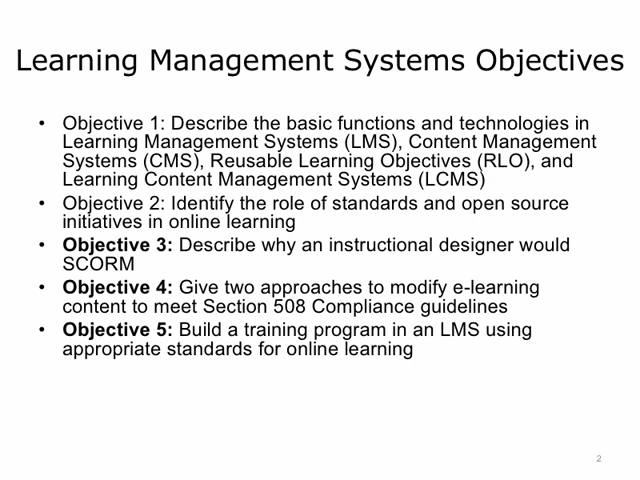 Learning Management Systems Objectives
• Objective 1: Describe the basic functions and technologies in
Learning Management Systems (LMS), Content Management
Systems (CMS), Reusable Learning Objectives (RLO), and
Learning Content Management Systems (LCMS)
• Objective 2: Identify the role of standards and open source
initiatives in online learning
• Objective 3: Describe why an instructional designer would
SCORM
• Objective 4: Give two approaches to modify e-learning
content to meet Section 508 Compliance guidelines
• Objective 5: Build a training program in an LMS using
appropriate standards for online learning
2